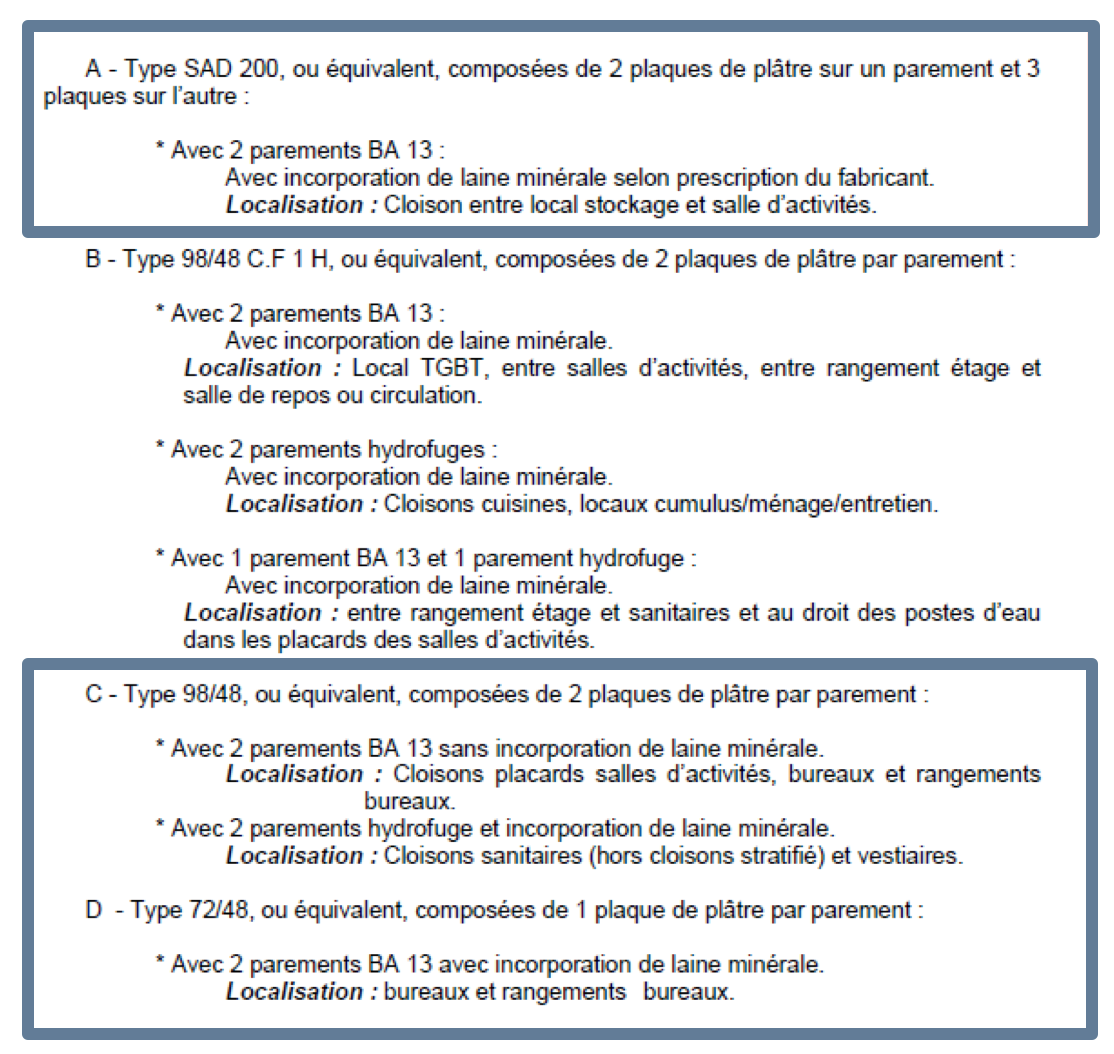 A - Type SAD 200, ou équivalent, composées de 2 plaques de plâtre sur un parement et 3
plaques sur l'autre :
* Avec 2 parements BA 13 :
Avec incorporation de laine minérale selon prescription du fabricant.
Localisation : Cloison entre local stockage et salle d'activités.
B - Type 98/48 C.F 1 H, ou équivalent, composées de 2 plaques de plâtre par parement :
* Avec 2 parements BA 13 :
Avec incorporation de laine minérale.
Localisation : Local TGBT, entre salles d'activités, entre rangement étage et
salle de repos ou circulation.
* Avec 2 parements hydrofuges :
Avec incorporation de laine minérale.
Localisation : Cloisons cuisines, locaux cumulus/ménage/entretien.
* Avec 1 parement BA 13 et 1 parement hydrofuge :
Avec incorporation de laine minérale.
Localisation : entre rangement étage et sanitaires et au droit des postes d'eau
dans les placards des salles d'activités.
C - Type 98/48, ou équivalent, composées de 2 plaques de plâtre par parement :
* Avec 2 parements BA 13 sans incorporation de laine minérale.
Localisation : Cloisons placards salles d'activités, bureaux et rangements
bureaux.
* Avec 2 parements hydrofuge et incorporation de laine minérale.
Localisation : Cloisons sanitaires (hors cloisons stratifié) et vestiaires.
D - Type 72/48, ou équivalent, composées de 1 plaque de plâtre par parement :
* Avec 2 parements BA 13 avec incorporation de laine minérale.
Localisation : bureaux et rangements bureaux.